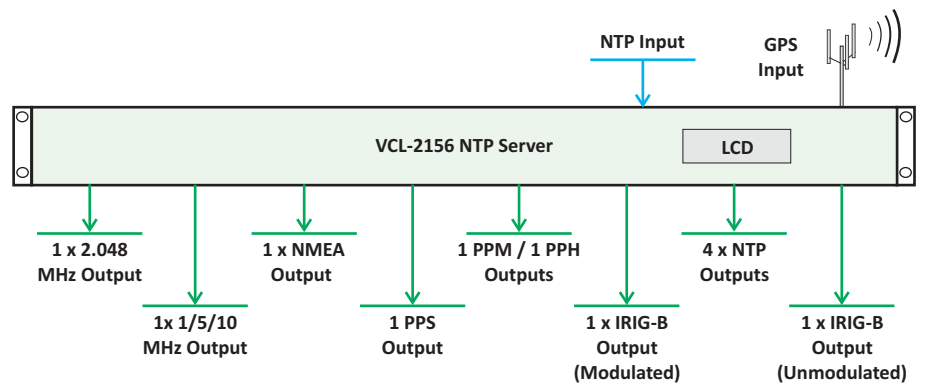 NTP Input
GPS
Input
VCL-2156 NTP Server
LCD
1 x 2.048
MHz Output
1 x NMEA
Output
1 PPM / 1 PPH
Outputs
4 x NTP
Outputs
1x 1/5/10
MHz Output
1 PPS
Output
1 x IRIG-B
Output
(Modulated)
1 x IRIG-B
Output
(Unmodulated)